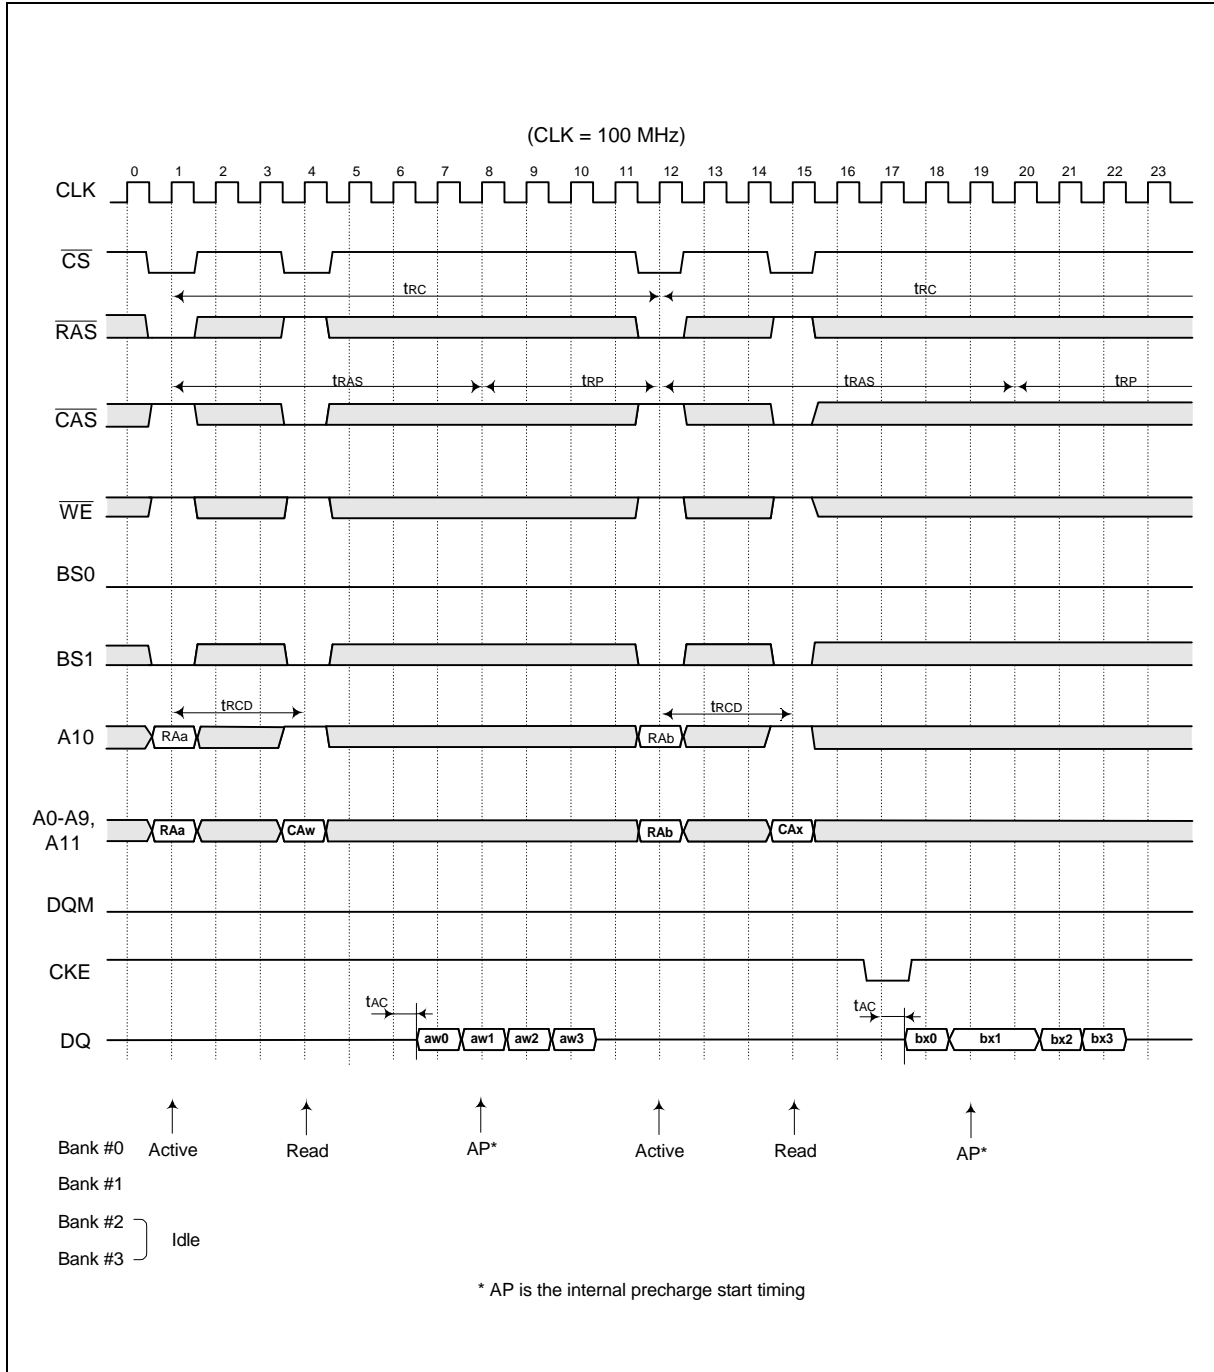 (CLK = 100 MHz)
0 1 2 3 4 5 6 7 8 9 10 11 12 13 14 15 16 17 18 19 20 21 22 23
CLK
CS
tRC tRC
RAS
tRAS tRP tRAS tRP
CAS
WE
BS0
BS1
tRCD tRCD
A10 RAa RAb
A0-A9,
A11
RAa CAw RAb CAx
DQM
CKE
tAC tAC
DQ aw0 aw1 aw2 aw3 bx0 bx1 bx2 bx3
Bank #0 Active Read AP* Active Read AP*
Bank #1
Bank #2
Idle
Bank #3
* AP is the internal precharge start timing